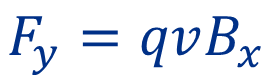 F_y = qvB_x